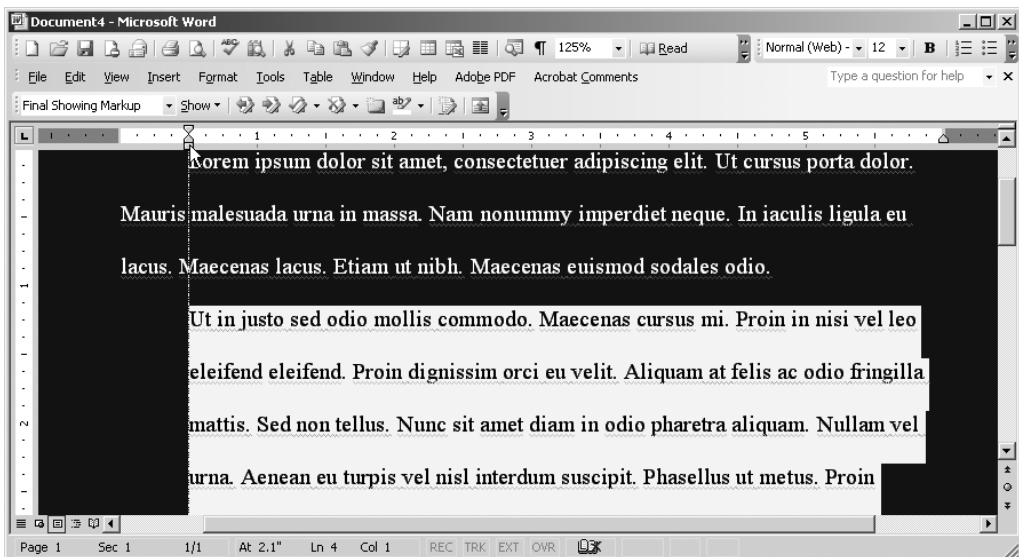 Document4 - Microsoft Word
125% Read Normal (Web) - 12 B
File Edit View Insert Format Tools Table Window Help Adobe PDF Acrobat Comments Type a question for help
Final Showing Markup Show
L 1 2 3 4 5
Lorem ipsum dolor sit amet, consectetuer adipiscing elit. Ut cursus porta dolor.
Mauris malesuada urna in massa. Nam nonummy imperdiet neque. In iaculis ligula eu
lacus. Maecenas lacus. Etiam ut nibh. Maecenas euismod sodales odio.
1
Ut in justo sed odio mollis commodo. Maecenas cursus mi. Proin in nisi vel leo
eleifend eleifend. Proin dignissim orci eu velit. Aliquam at felis ac odio fringilla
2 mattis. Sed non tellus. Nunc sit amet diam in odio pharetra aliquam. Nullam vel
urna. Aenean eu turpis vel nisl interdum suscipit. Phasellus ut metus. Proin
Page 1 Sec 1 1/1 At 2.1" Ln 4 Col 1 REC TRK EXT OVR